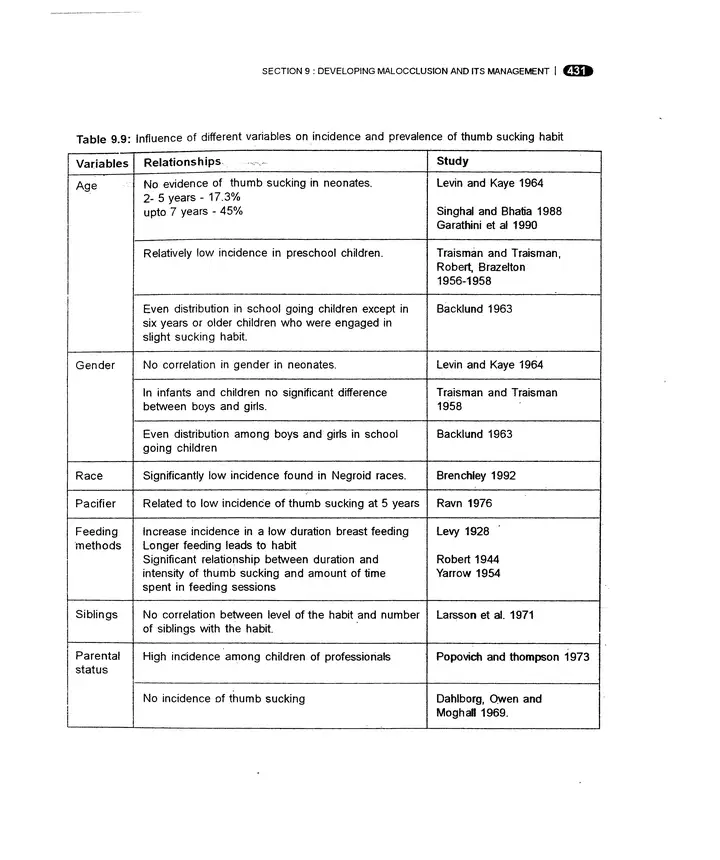 SECTION 9 : DEVELOPING MALOCCLUSION AND ITS MANAGEMENT | 431
Table 9.9: Influence of different variables on incidence and prevalence of thumb sucking habit
Variables Relationships Study
Age No evidence of thumb sucking in neonates. Levin and Kaye 1964
2- 5 years - 17.3%
upto 7 years - 45% Singhal and Bhatia 1988
Garathini et al 1990
Relatively low incidence in preschool children. Traisman and Traisman,
Robert, Brazelton
1956-1958
Even distribution in school going children except in Backlund 1963
six years or older children who were engaged in
slight sucking habit.
Gender No correlation in gender in neonates. Levin and Kaye 1964
In infants and children no significant difference Traisman and Traisman
between boys and girls. 1958
Even distribution among boys and girls in school Backlund 1963
going children
Race Significantly low incidence found in Negroid races. Brenchley 1992
Pacifier Related to low incidence of thumb sucking at 5 years Ravn 1976
Feeding Increase incidence in a low duration breast feeding Levy 1928
methods Longer feeding leads to habit
Significant relationship between duration and Robert 1944
intensity of thumb sucking and amount of time Yarrow 1954
spent in feeding sessions
Siblings No correlation between level of the habit and number Larsson et al. 1971
of siblings with the habit.
Parental High incidence among children of professionals Popovich and thompson 1973
status
No incidence of thumb sucking Dahlborg, Owen and
Moghall 1969.